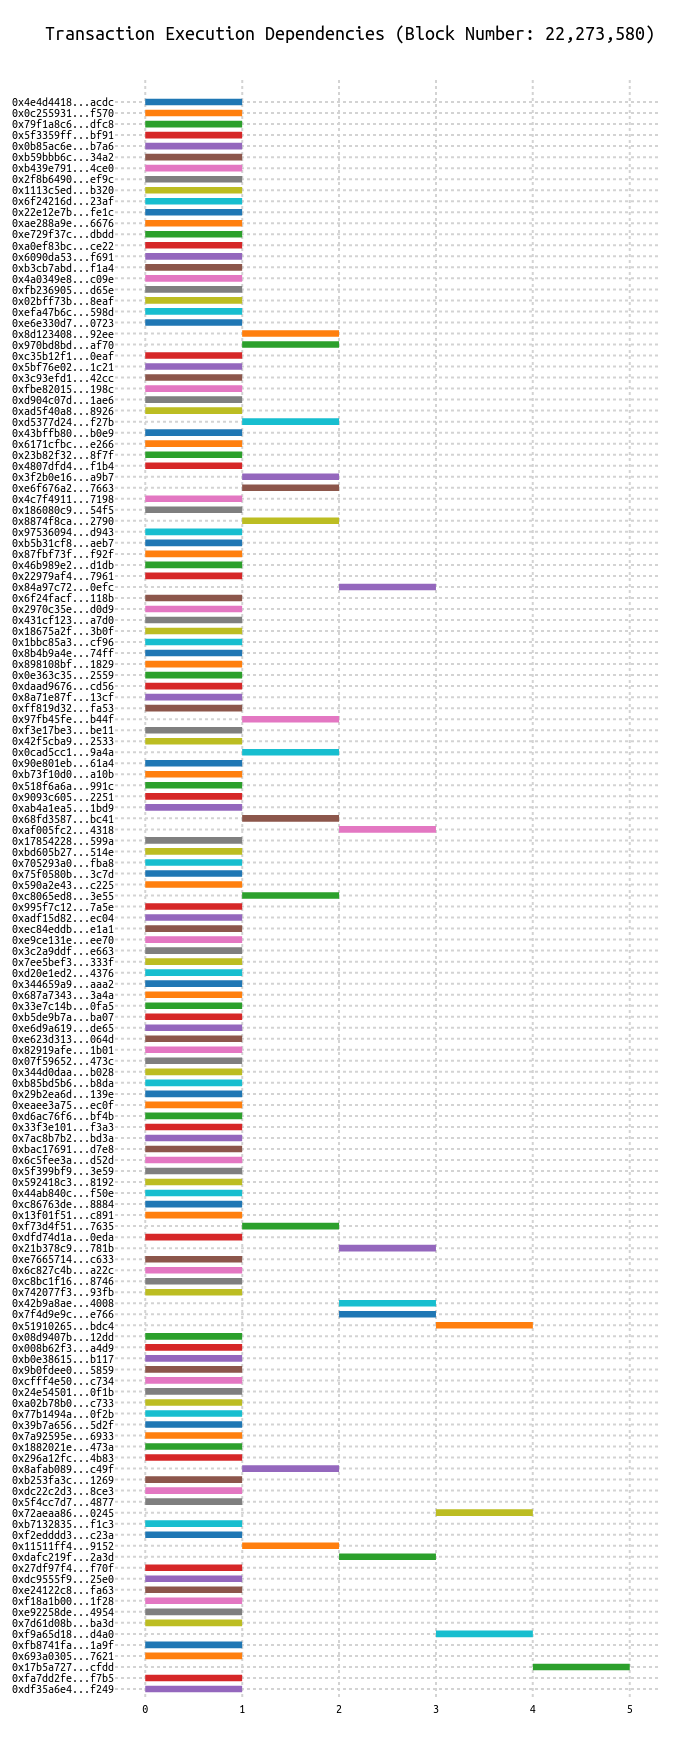 Transaction Execution Dependencies (Block Number: 22,273,580)
0x4e4d4418...acdc
0x0c255931...f570
0x79f1a8c6...dfc8
0x5f3359ff...bf91
0x0b85ac6e...b7a6
0xb59bbb6c...34a2
0xb439e791...4ce0
0x2f8b6490...ef9c
0x1113c5ed...b320
0x6f24216d...23af
0x22e12e7b...fe1c
0xae288a9e...6676
0xe729f37c...dbdd
0xa0ef83bc...ce22
0x6090da53...f691
0xb3cb7abd...f1a4
0x4a0349e8...c09e
0xfb236905...d65e
0x02bff73b...8eaf
0xefa47b6c...598d
0xe6e330d7...0723
0x8d123408...92ee
0x970bd8bd...af70
0xc35b12f1...0eaf
0x5bf76e02...1c21
0x3c93efd1...42cc
0xfbe82015...198c
0xd904c07d...1ae6
0xad5f40a8...8926
0xd5377d24...f27b
0x43bffb80...b0e9
0x6171cfbc...e266
0x23b82f32...8f7f
0x4807dfd4...f1b4
0x3f2b0e16...a9b7
0xe6f676a2...7663
0x4c7f4911...7198
0x186080c9...54f5
0x8874f8ca...2790
0x97536094...d943
0xb5b31cf8...aeb7
0x87fbf73f...f92f
0x46b989e2...d1db
0x22979af4...7961
0x84a97c72...0efc
0x6f24facf...118b
0x2970c35e...d0d9
0x431cf123...a7d0
0x18675a2f...3b0f
0x1bbc85a3...cf96
0x8b4b9a4e...74ff
0x898108bf...1829
0x0e363c35...2559
0xdaad9676...cd56
0x8a71e87f...13cf
0xff819d32...fa53
0x97fb45fe...b44f
0xf3e17be3...be11
0x42f5cba9...2533
0x0cad5cc1...9a4a
0x90e801eb...61a4
0xb73f10d0...a10b
0x518f6a6a...991c
0x9093c605...2251
0xab4a1ea5...1bd9
0x68fd3587...bc41
0xaf005fc2...4318
0x17854228...599a
0xbd605b27...514e
0x705293a0...fba8
0x75f0580b...3c7d
0x590a2e43...c225
0xc8065ed8...3e55
0x995f7c12...7a5e
0xadf15d82...ec04
0xec84eddb...e1a1
0xe9ce131e...ee70
0x3c2a9ddf...e663
0x7ee5bef3...333f
0xd20e1ed2...4376
0x344659a9...aaa2
0x687a7343...3a4a
0x33e7c14b...0fa5
0xb5de9b7a...ba07
0xe6d9a619...de65
0xe623d313...064d
0x82919afe...1b01
0x07f59652...473c
0x344d0daa...b028
0xb85bd5b6...b8da
0x29b2ea6d...139e
0xeaee3a75...ec0f
0xd6ac76f6...bf4b
0x33f3e101...f3a3
0x7ac8b7b2...bd3a
0xbac17691...d7e8
0x6c5fee3a...d52d
0x5f399bf9...3e59
0x592418c3...8192
0x44ab840c...f50e
0xc86763de...8884
0x13f01f51...c891
0xf73d4f51...7635
0xdfd74d1a...0eda
0x21b378c9...781b
0xe7665714...c633
0x6c827c4b...a22c
0xc8bc1f16...8746
0x742077f3...93fb
0x42b9a8ae...4008
0x7f4d9e9c...e766
0x51910265...bdc4
0x08d9407b...12dd
0x008b62f3...a4d9
0xb0e38615...b117
0x9b0fdee0...5859
0xcfff4e50...c734
0x24e54501...0f1b
0xa02b78b0...c733
0x77b1494a...0f2b
0x39b7a656...5d2f
0x7a92595e...6933
0x1882021e...473a
0x296a12fc...4b83
0x8afab089...c49f
0xb253fa3c...1269
0xdc22c2d3...8ce3
0x5f4cc7d7...4877
0x72aeaa86...0245
0xb7132835...f1c3
0xf2edddd3...c23a
0x11511ff4...9152
0xdafc219f...2a3d
0x27df97f4...f70f
0xdc9555f9...25e0
0xe24122c8...fa63
0xf18a1b00...1f28
0xe92258de...4954
0x7d61d08b...ba3d
0xf9a65d18...d4a0
0xfb8741fa...1a9f
0x693a0305...7621
0x17b5a727...cfdd
0xfa7dd2fe...f7b5
0xdf35a6e4...f249
0 1 2 3 4 5